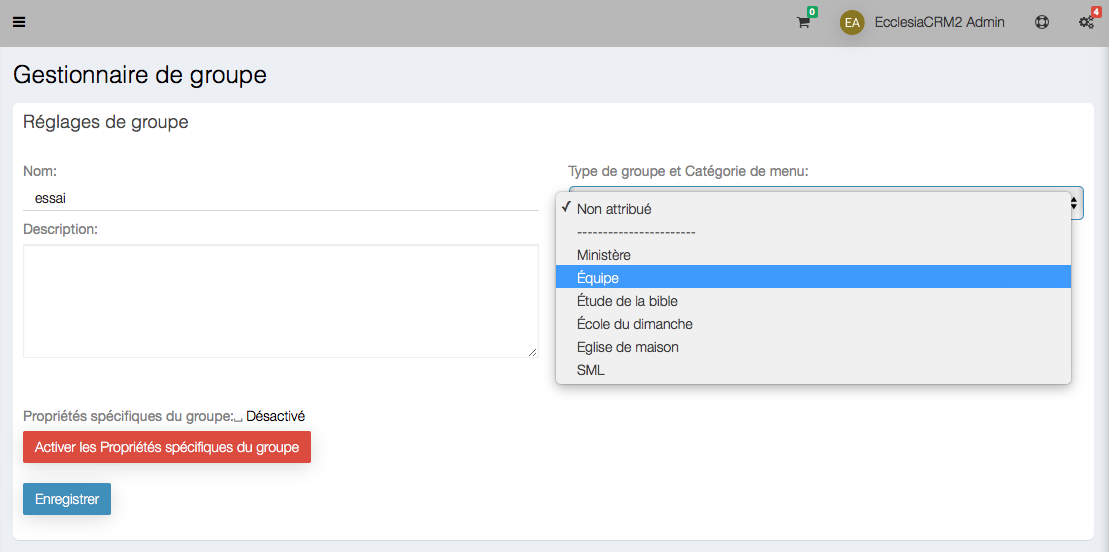 0
EA EcclesiaCRM2 Admin
4
Gestionnaire de groupe
Réglages de groupe
Nom:
essai
Description:
Type de groupe et Catégorie de menu:
✓ Non attribué
-----------------------
Ministère
Équipe
Étude de la bible
École du dimanche
Eglise de maison
SML
Propriétés spécifiques du groupe:␣ Désactivé
Activer les Propriétés spécifiques du groupe
Enregistrer